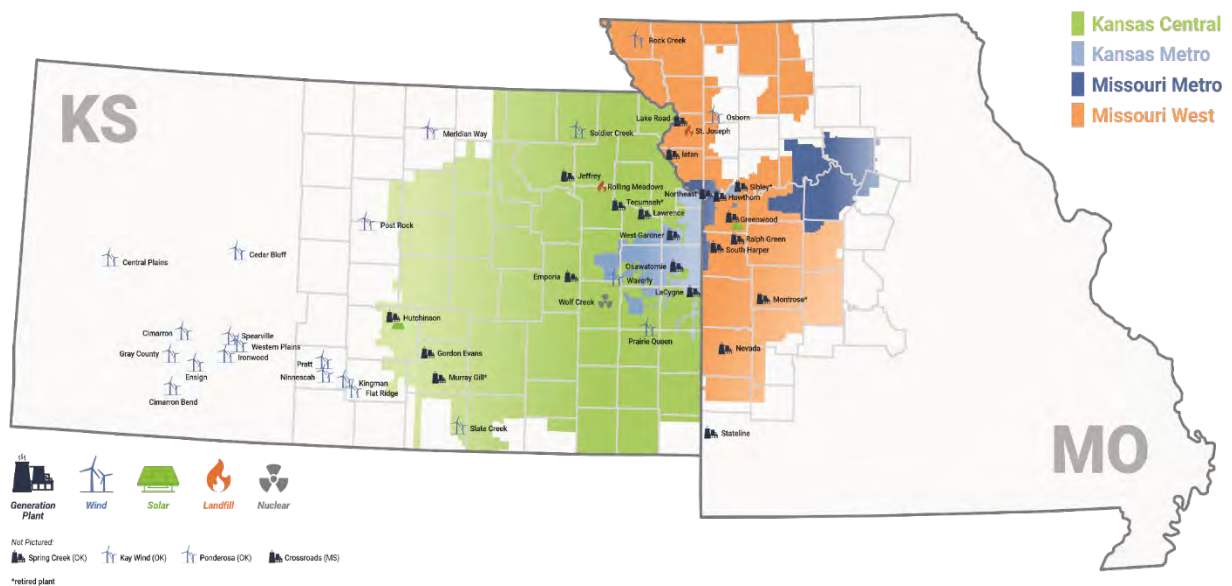 Kansas Central
Kansas Metro
Missouri Metro
Missouri West
KS
MO
Rock Creek
Meridian Way
Soldier Creek
Lake Road
St. Joseph
Osborn
Iatan
Jeffrey
Rolling Meadows
Tecumseh*
Lawrence
Northeast
Sibley*
Hawthorn
Greenwood
Post Rock
West Gardner
Ralph Green
South Harper
Central Plains
Cedar Bluff
Emporia
Osawatomie
Waverly
Wolf Creek
LaCygne
Montrose*
Hutchinson
Prairie Queen
Cimarron
Spearville
Western Plains
Ironwood
Gray County
Ensign
Cimarron Bend
Pratt
Ninnescah
Kingman
Flat Ridge
Gordon Evans
Murray Gill*
Nevada
Slate Creek
Stateline
Generation
Plant
Wind
Solar
Landfill
Nuclear
Not Pictured:
Spring Creek (OK)
Kay Wind (OK)
Ponderosa (OK)
Crossroads (MS)
*retired plant